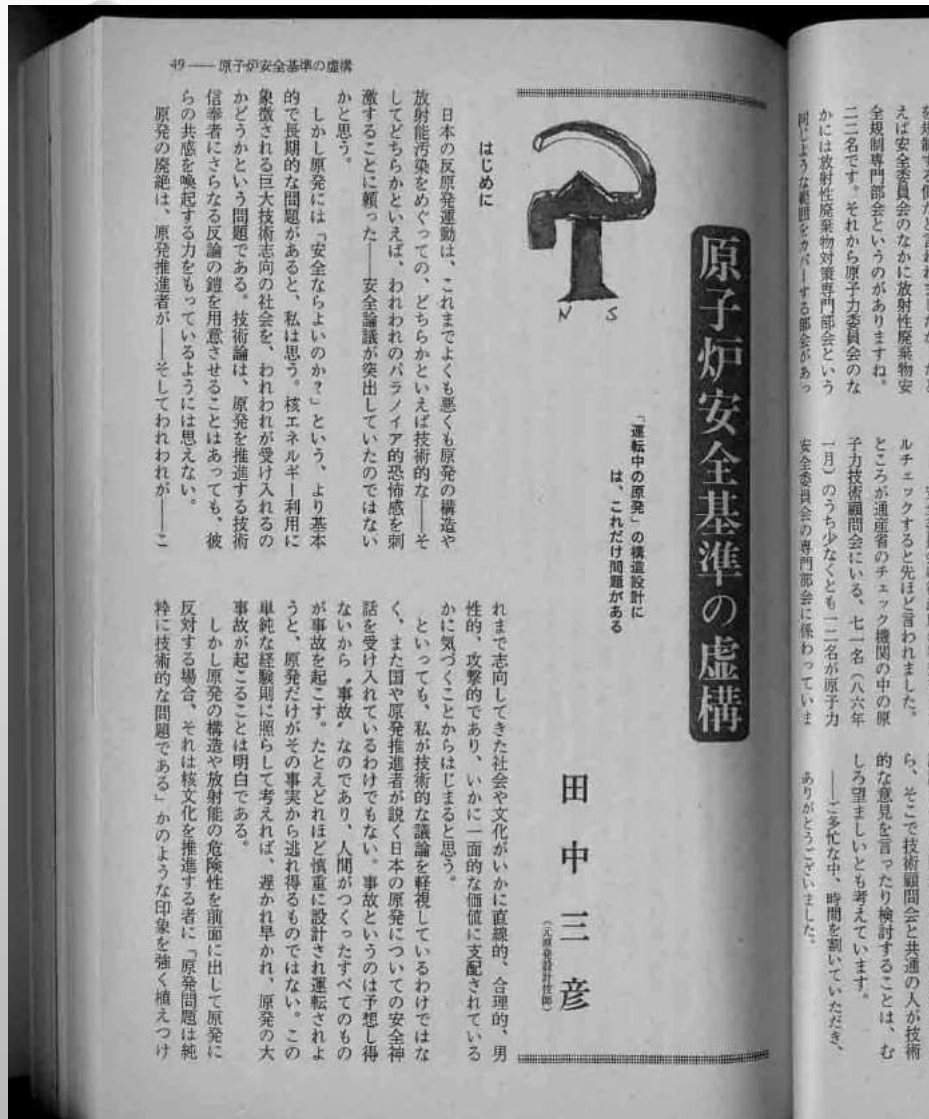 を規制する側だと言われましたが、たと
えば安全委員会のなかに放射性廃棄物安
全規制専門部会というのがありますね。
二二名です。それから原子力委員会のな
かには放射性廃棄物対策専門部会という
同じような範囲をカバーする部会があっ
ルチェックすると先ほど言われました。
ところが通産省のチェック機関の中の原
子力技術顧問会にいる、七一名（八六年
一月）のうち少なくとも一二名が原子力
安全委員会の専門部会に係わっていま
ら、そこで技術顧問会と共通の人が技術
的な意見を言ったり検討することは、む
しろ望ましいとも考えています。
――ご多忙な中、時間を割いていただき、
ありがとうございました。
49 ―― 原子炉安全基準の虚構
原子炉安全基準の虚構
「運転中の原発」の構造設計に
は、これだけ問題がある
田中三彦
（元原発設計技師）
N S
はじめに
日本の反原発運動は、これまでよくも悪くも原発の構造や
放射能汚染をめぐっての、どちらかといえば技術的な――そ
してどちらかといえば、われわれのパラノイア的恐怖感を刺
激することに頼った――安全論議が突出していたのではない
かと思う。
しかし原発には「安全ならよいのか？」という、より基本
的で長期的な問題があると、私は思う。核エネルギー利用に
象徴される巨大技術志向の社会を、われわれが受け入れるの
かどうかという問題である。技術論は、原発を推進する技術
信奉者にさらなる反論の鎧を用意させることはあっても、彼
らの共感を喚起する力をもっているようには思えない。
原発の廃絶は、原発推進者が――そしてわれわれが――こ
れまで志向してきた社会や文化がいかに直線的、合理的、男
性的、攻撃的であり、いかに一面的な価値に支配されている
かに気づくことからはじまると思う。
といっても、私が技術的な議論を軽視しているわけではな
く、また国や原発推進者が説く日本の原発についての安全神
話を受け入れているわけでもない。事故というのは予想し得
ないから〝事故〟なのであり、人間がつくったすべてのもの
が事故を起こす。たとえどれほど慎重に設計され運転されよ
うと、原発だけがその事実から逃れ得るものではない。この
単純な経験則に照らして考えれば、遅かれ早かれ、原発の大
事故が起こることは明白である。
しかし原発の構造や放射能の危険性を前面に出して原発に
反対する場合、それは核文化を推進する者に「原発問題は純
粋に技術的な問題である」かのような印象を強く植えつけ